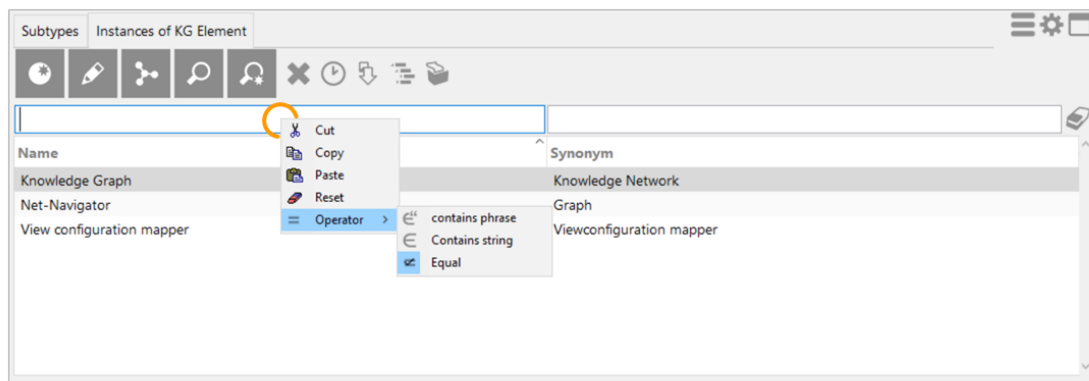 Subtypes Instances of KG Element
Cut
Name Synonym
Copy
Paste
Knowledge Graph Knowledge Network
Reset
Net-Navigator Graph
Operator > contains phrase
View configuration mapper Viewconfiguration mapper
Contains string
Equal